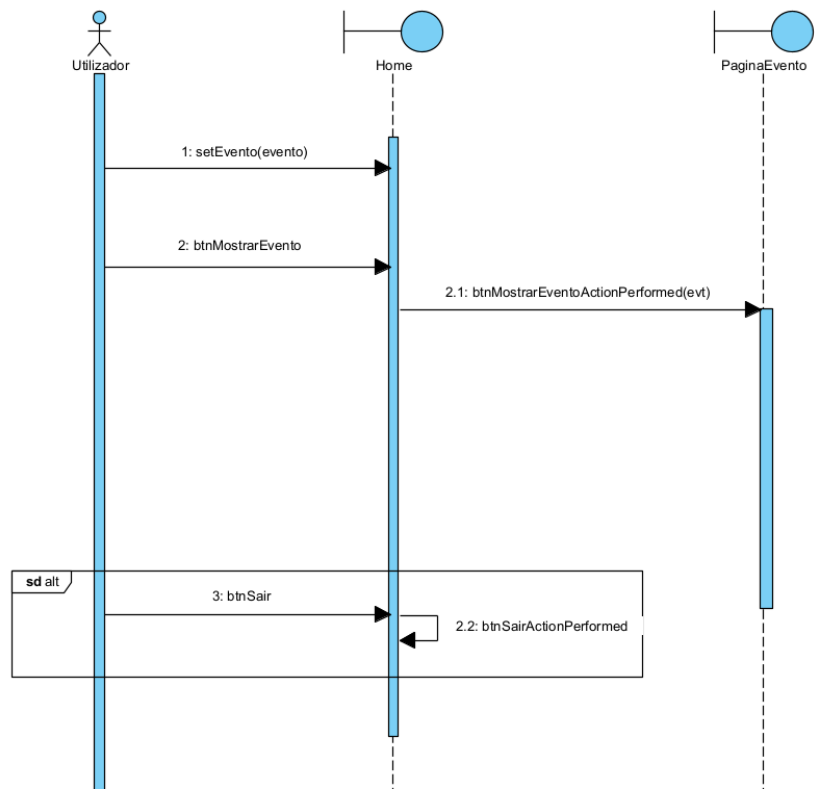 Utilizador
Home
PaginaEvento
1: setEvento(evento)
2: btnMostrarEvento
2.1: btnMostrarEventoActionPerformed(evt)
sd alt
3: btnSair
2.2: btnSairActionPerformed